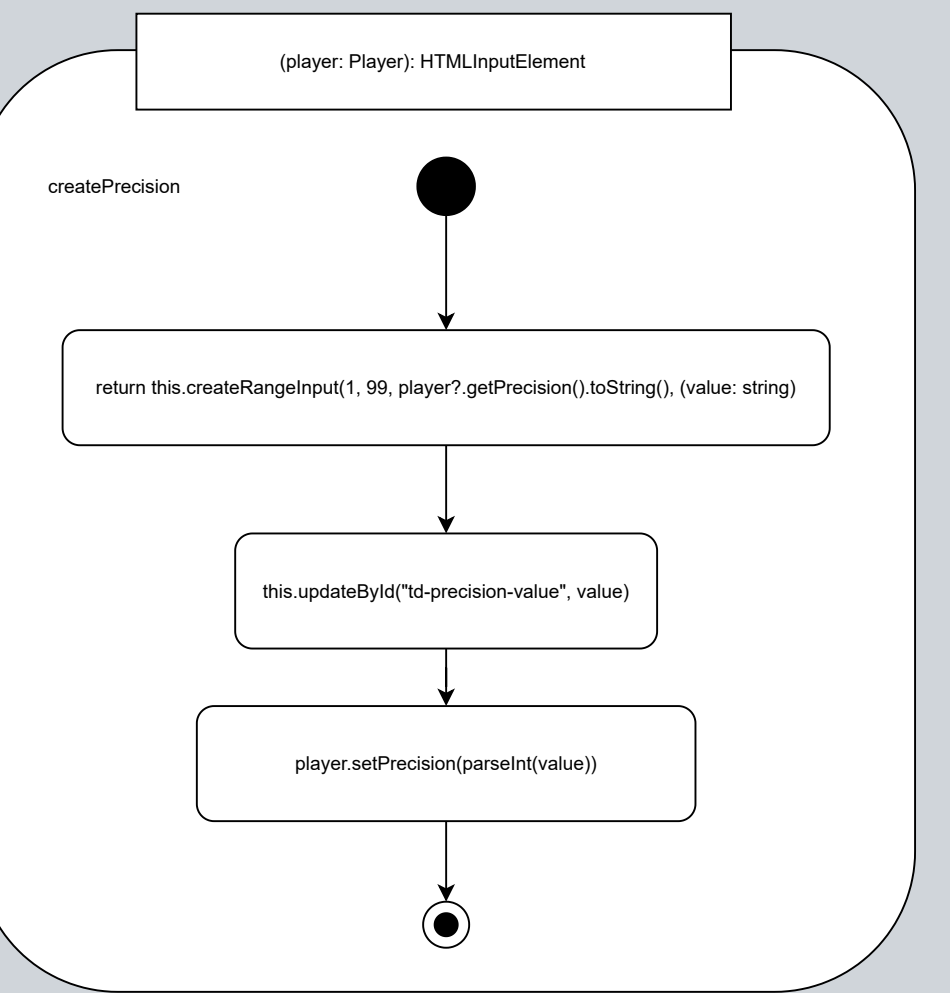 (player: Player): HTMLInputElement
createPrecision
return this.createRangeInput(1, 99, player?.getPrecision().toString(), (value: string)
this.updateById("td-precision-value", value)
player.setPrecision(parseInt(value))